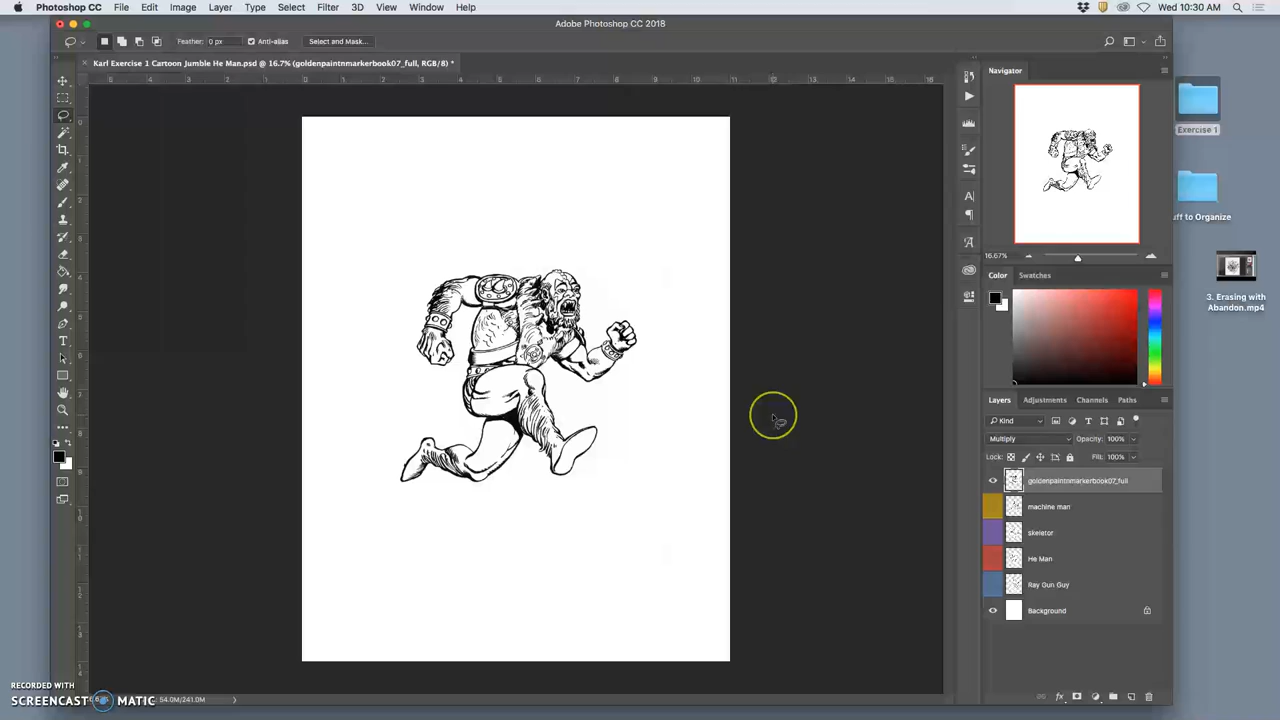 Photoshop CC File Edit Image Layer Type Select Filter 3D View Window Help Wed 10:30 AM
Adobe Photoshop CC 2018
Feather: 0 px Anti-alias Select and Mask...
Karl Exercise 1 Cartoon Jumble He Man.psd @ 16.7% (goldenpaintnmarkerbook07_full, RGB/8) *
Navigator
Exercise 1
uff to Organize
16.67%
Color Swatches
3. Erasing with
Abandon.mp4
Layers Adjustments Channels Paths
Kind
Multiply Opacity: 100%
Lock: Fill: 100%
goldenpaintnmarkerbook07_full
machine man
skeletor
He Man
Ray Gun Guy
Background
RECORDED WITH
SCREENCAST MATIC
54.0M/241.0M